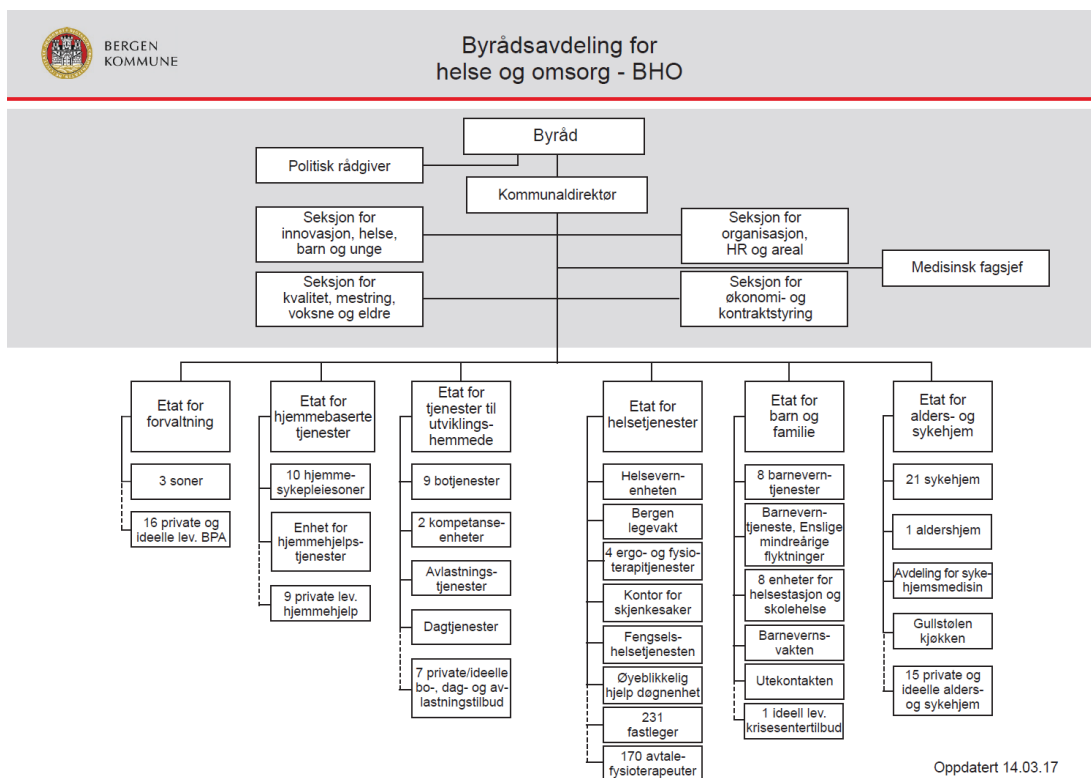 BERGEN
KOMMUNE
Byrådsavdeling for
helse og omsorg - BHO
Byråd
Politisk rådgiver
Kommunaldirektør
Seksjon for
innovasjon, helse,
barn og unge
Seksjon for
organisasjon,
HR og areal
Medisinsk fagsjef
Seksjon for
kvalitet, mestring,
voksne og eldre
Seksjon for
økonomi- og
kontraktstyring
Etat for
forvaltning
3 soner
16 private og
ideelle lev. BPA
Etat for
hjemmebaserte
tjenester
10 hjemme-
sykepleiesoner
Enhet for
hjemmehjelps-
tjenester
9 private lev.
hjemmehjelp
Etat for
tjenester til
utviklings-
hemmede
9 botjenester
2 kompetanse-
enheter
Avlastnings-
tjenester
Dagtjenester
7 private/ideelle
bo-, dag- og av-
lastningstilbud
Etat for
helsetjenester
Helsevern-
enheten
Bergen
legevakt
4 ergo- og fysio-
terapitjenester
Kontor for
skjenkesaker
Fengsels-
helsetjenesten
Øyeblikkelig
hjelp døgnenhet
231
fastleger
170 avtale-
fysioterapeuter
Etat for
barn og
familie
8 barnevern-
tjenester
Barnevern-
tjeneste, Enslige
mindreårige
flyktninger
8 enheter for
helsestasjon og
skolehelse
Barneverns-
vakten
Utekontakten
1 ideell lev.
krisesentertilbud
Etat for
alders- og
sykehjem
21 sykehjem
1 aldershjem
Avdeling for syke-
hjemsmedisin
Gullstølen
kjøkken
15 private og
ideelle alders-
og sykehjem
Oppdatert 14.03.17